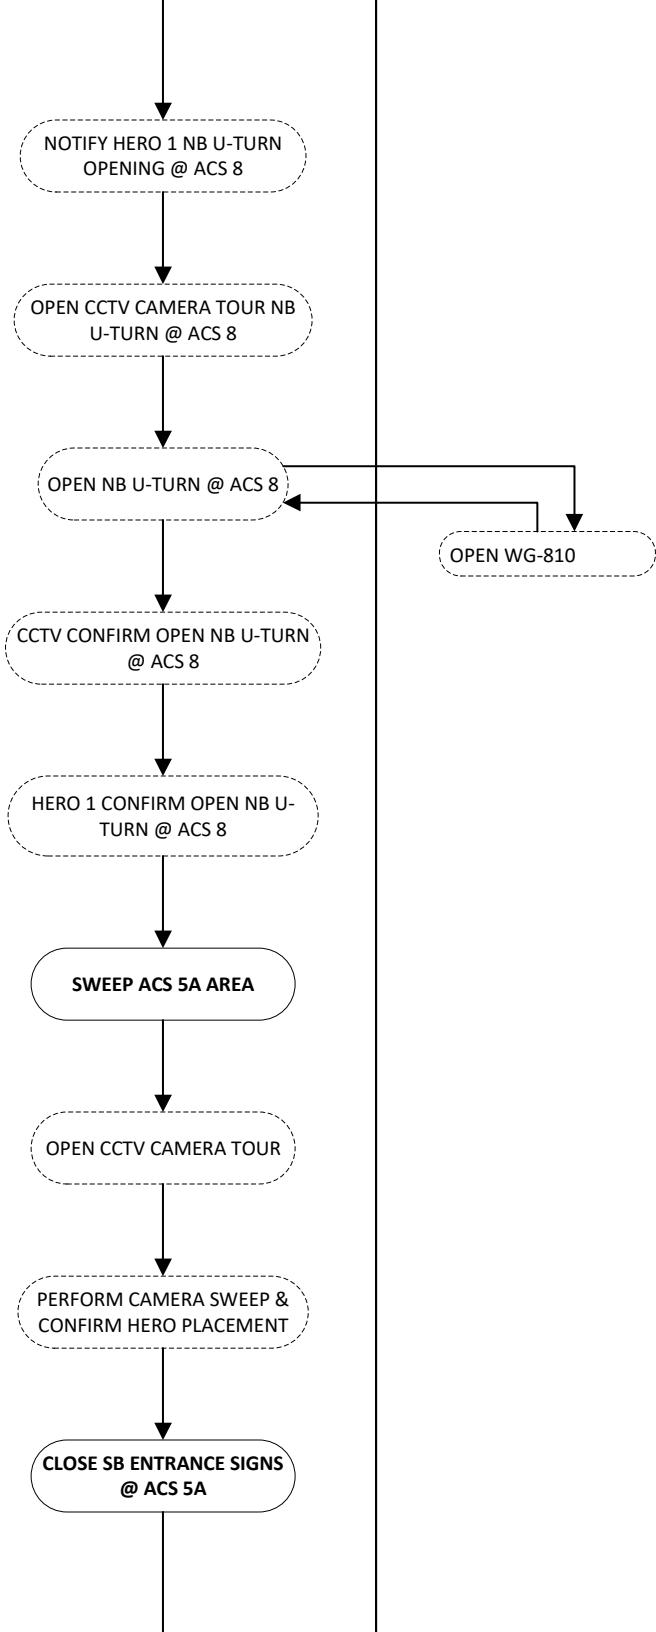 NOTIFY HERO 1 NB U-TURN
OPENING @ ACS 8
OPEN CCTV CAMERA TOUR NB
U-TURN @ ACS 8
OPEN NB U-TURN @ ACS 8
OPEN WG-810
CCTV CONFIRM OPEN NB U-TURN
@ ACS 8
HERO 1 CONFIRM OPEN NB U-
TURN @ ACS 8
SWEEP ACS 5A AREA
OPEN CCTV CAMERA TOUR
PERFORM CAMERA SWEEP &
CONFIRM HERO PLACEMENT
CLOSE SB ENTRANCE SIGNS
@ ACS 5A